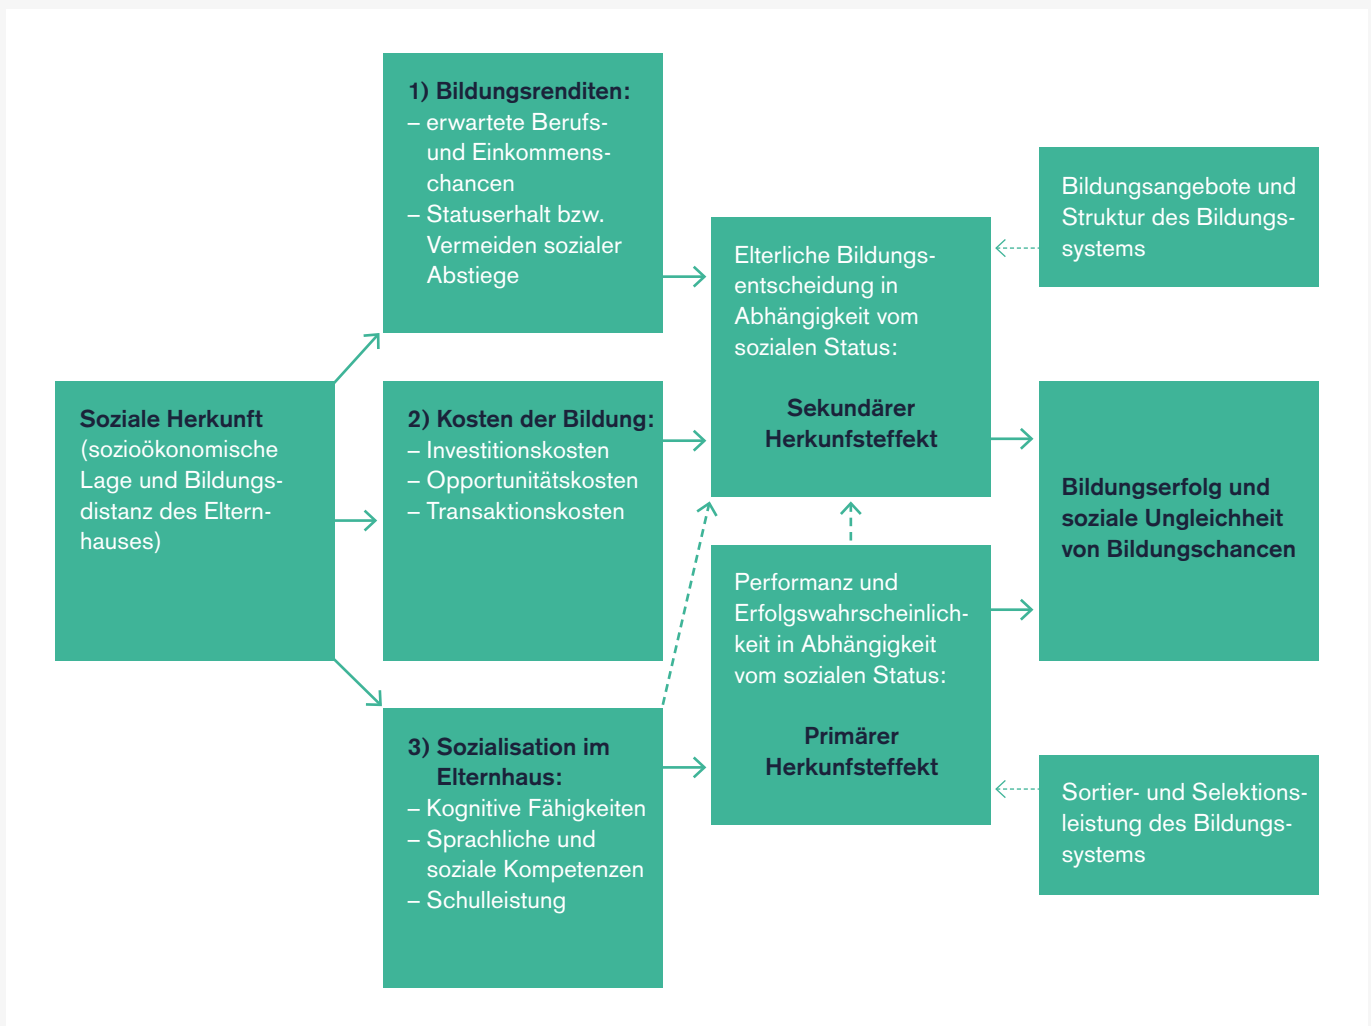 Soziale Herkunft
(sozioökonomische
Lage und Bildungs-
distanz des Eltern-
hauses)
1) Bildungsrenditen:
– erwartete Berufs-
und Einkommens-
chancen
– Statuserhalt bzw.
Vermeiden sozialer
Abstiege
2) Kosten der Bildung:
– Investitionskosten
– Opportunitätskosten
– Transaktionskosten
3) Sozialisation im
Elternhaus:
– Kognitive Fähigkeiten
– Sprachliche und
soziale Kompetenzen
– Schulleistung
Elterliche Bildungs-
entscheidung in
Abhängigkeit vom
sozialen Status:
Sekundärer
Herkunfsteffekt
Performanz und
Erfolgswahrscheinlich-
keit in Abhängigkeit
vom sozialen Status:
Primärer
Herkunfsteffekt
Bildungsangebote und
Struktur des Bildungs-
systems
Bildungserfolg und
soziale Ungleichheit
von Bildungschancen
Sortier- und Selektions-
leistung des Bildungs-
systems